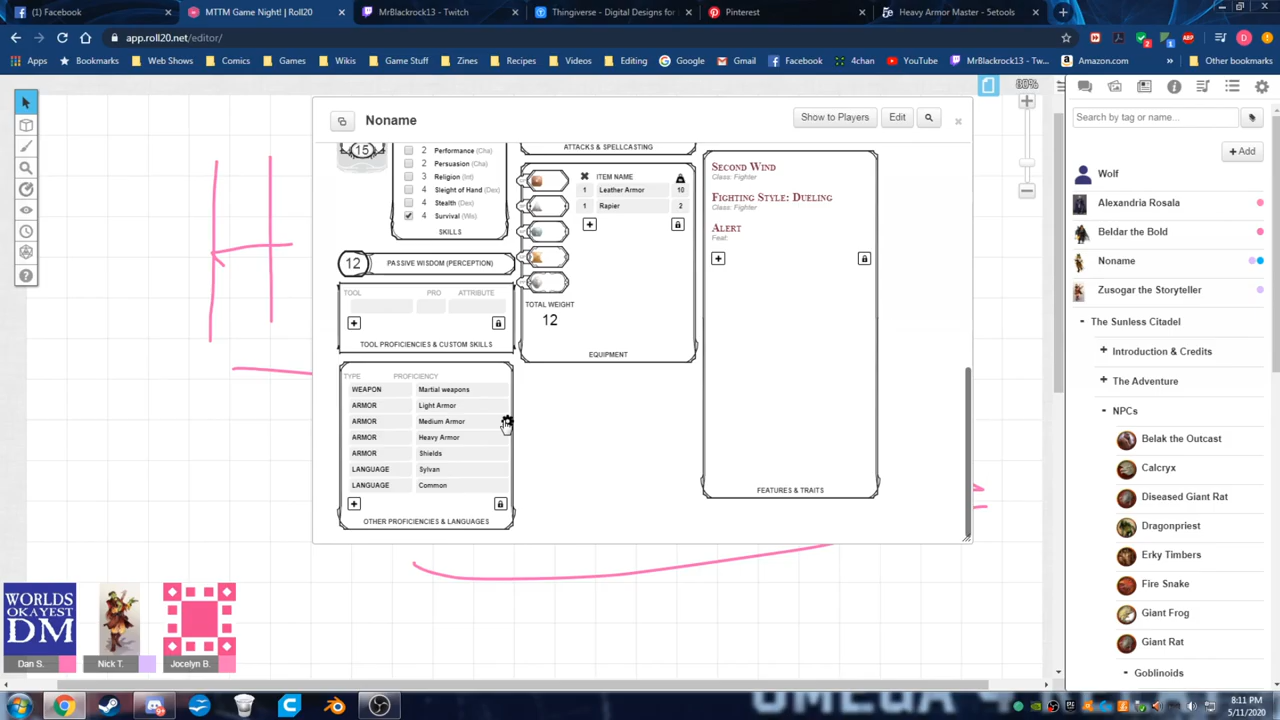 (1) Facebook
MTTM Game Night! | Roll20
MrBlackrock13 - Twitch
Thingiverse - Digital Designs for
Pinterest
Heavy Armor Master - 5etools
app.roll20.net/editor/
Apps
Bookmarks
Web Shows
Comics
Games
Wikis
Game Stuff
Zines
Recipes
Videos
Editing
Google
Gmail
Facebook
4chan
YouTube
MrBlackrock13 - Tw...
Amazon.com
»
Other bookmarks
Noname
Show to Players
Edit
88%
15
2 Performance (Cha)
2 Persuasion (Cha)
3 Religion (Int)
4 Sleight of Hand (Dex)
4 Stealth (Dex)
4 Survival (Wis)
SKILLS
12 PASSIVE WISDOM (PERCEPTION)
TOOL PRO ATTRIBUTE
TOOL PROFICIENCIES & CUSTOM SKILLS
TYPE PROFICIENCY
WEAPON Martial weapons
ARMOR Light Armor
ARMOR Medium Armor
ARMOR Heavy Armor
ARMOR Shields
LANGUAGE Sylvan
LANGUAGE Common
OTHER PROFICIENCIES & LANGUAGES
ATTACKS & SPELLCASTING
ITEM NAME
1 Leather Armor 10
1 Rapier 2
TOTAL WEIGHT
12
EQUIPMENT
SECOND WIND
Class: Fighter
FIGHTING STYLE: DUELING
Class: Fighter
ALERT
Feat:
FEATURES & TRAITS
Search by tag or name...
+ Add
Wolf
Alexandria Rosala
Beldar the Bold
Noname
Zusogar the Storyteller
The Sunless Citadel
Introduction & Credits
The Adventure
NPCs
Belak the Outcast
Calcryx
Diseased Giant Rat
Dragonpriest
Erky Timbers
Fire Snake
Giant Frog
Giant Rat
Goblinoids
WORLDS
OKAYEST
DM
Dan S.
Nick T.
Jocelyn B.
8:11 PM
5/11/2020